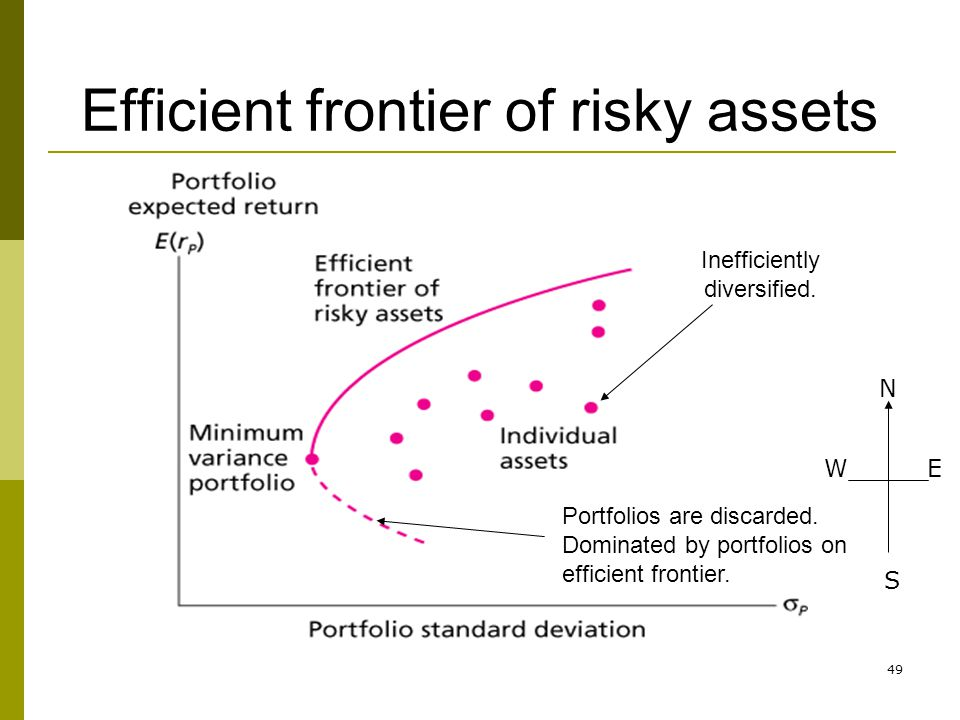 Efficient frontier of risky assets
Portfolio
expected return
E(rP)
Efficient
frontier of
risky assets
Inefficiently
diversified.
N
Minimum
variance
portfolio
Individual
assets
W
E
Portfolios are discarded.
Dominated by portfolios on
efficient frontier.
S
σP
Portfolio standard deviation
49